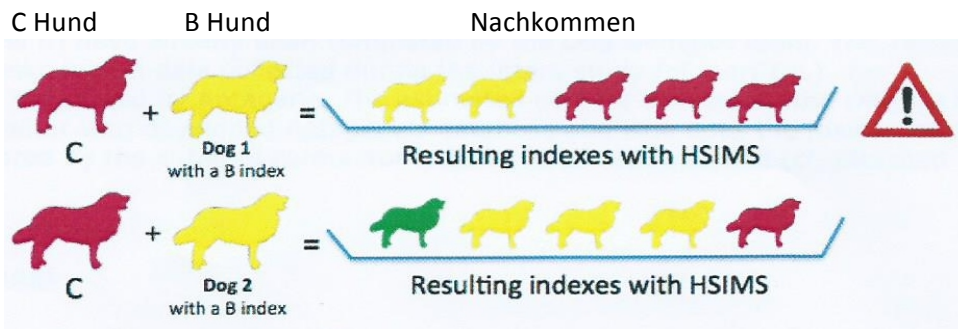 C Hund B Hund Nachkommen
+ =
C Dog 1 Resulting indexes with HSIMS
with a B index
+ =
C Dog 2 Resulting indexes with HSIMS
with a B index